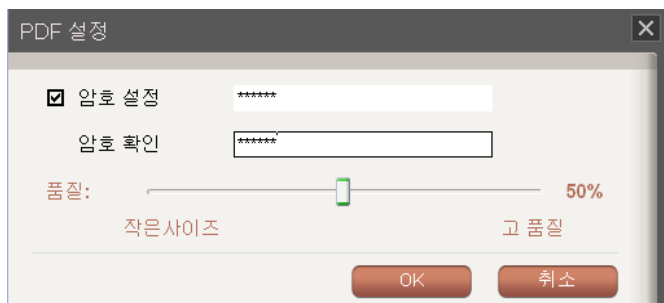 PDF 설정
암호 설정 ******
암호 확인 ******
품질: 50%
작은사이즈 고 품질
OK 취소